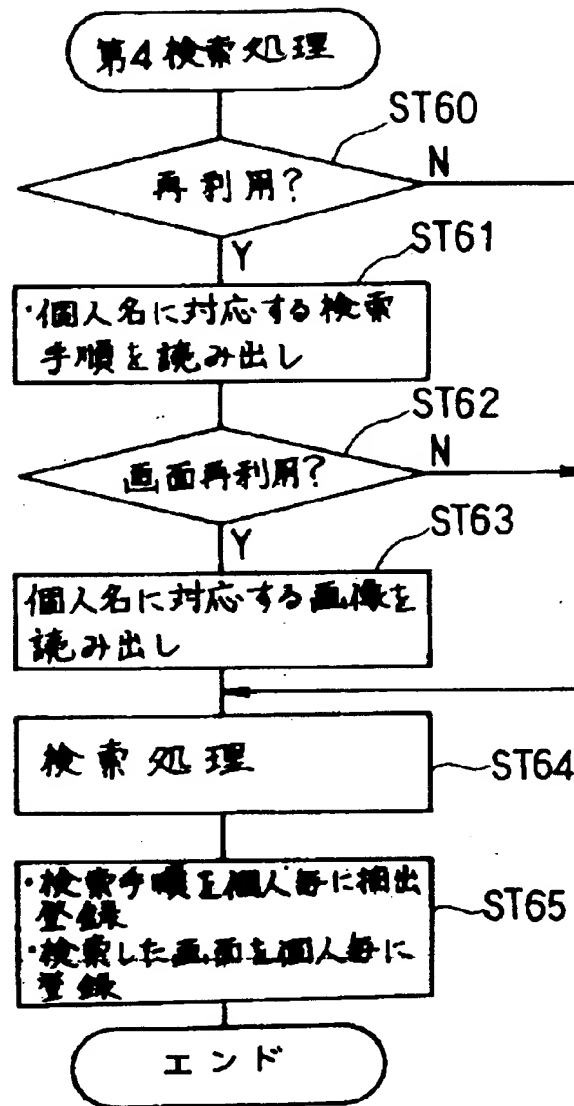 第4検索処理
ST60
再利用?
N
Y
ST61
・個人名に対応する検索
手順を読み出し
ST62
画面再利用?
N
Y
ST63
個人名に対応する画像を
読み出し
検索処理
ST64
・検索手順を個人毎に抽出
登録
・検索した画面を個人毎に
登録
ST65
エンド